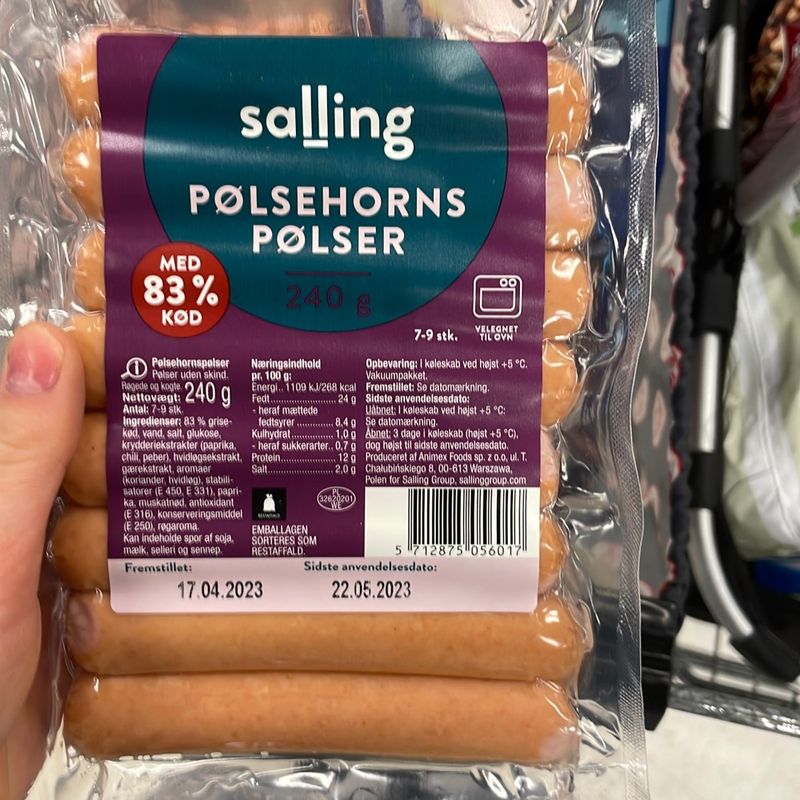 salling
PØLSEHORNS
PØLSER
MED
83%
KØD
240 g
7-9 stk.
VELEGNET
TIL OVN
Pølsehornspølser
Pølser uden skind.
Røgede og kogte.
Nettovægt: 240 g
Antal: 7-9 stk.
Ingredienser: 83 % grise-
kød, vand, salt, glukose,
krydderiekstrakter (paprika,
chili, peber), hvidløgsekstrakt,
gærekstrakt, aromaer
(koriander, hvidløg), stabili-
satorer (E 450, E 331), papri-
ka, muskatnød, antioxidant
(E 316), konserveringsmiddel
(E 250), røgaroma.
Kan indeholde spor af soja,
mælk, selleri og sennep.
Næringsindhold
pr. 100 g:
Energi.. 1109 kJ/268 kcal
Fedt ........ 24 g
- heraf mættede
fedtsyrer ........ 8,4 g
Kulhydrat ........ 1,0 g
- heraf sukkerarter.. 0,7 g
Protein ........ 12 g
Salt ........ 2,0 g
RESTAFFALD
PL
32620201
WE
EMBALLAGEN
SORTERES SOM
RESTAFFALD.
Opbevaring: I køleskab ved højst +5 °C.
Vakuumpakket.
Fremstillet: Se datomærkning.
Sidste anvendelsesdato:
Uåbnet: I køleskab ved højst +5 °C:
Se datomærkning.
Åbnet: 3 dage i køleskab (højst +5 °C),
dog højst til sidste anvendelsesdato.
Produceret af Animex Foods sp. z o.o, ul. T.
Chałubińskiego 8, 00-613 Warszawa,
Polen for Salling Group, sallinggroup.com
5 712875 056017
Fremstillet:
17.04.2023
Sidste anvendelsesdato:
22.05.2023